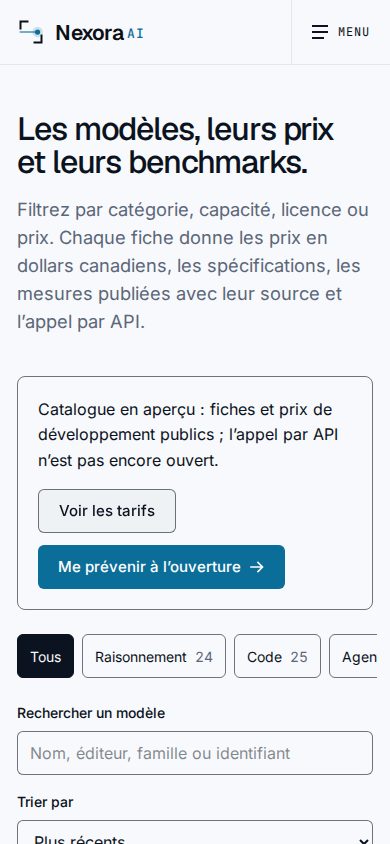 Nexora AI
MENU
Les modèles, leurs prix
et leurs benchmarks.
Filtrez par catégorie, capacité, licence ou
prix. Chaque fiche donne les prix en
dollars canadiens, les spécifications, les
mesures publiées avec leur source et
l’appel par API.
Catalogue en aperçu : fiches et prix de
développement publics ; l’appel par API
n’est pas encore ouvert.
Voir les tarifs
Me prévenir à l’ouverture →
Tous
Raisonnement 24
Code 25
Agen
Rechercher un modèle
Nom, éditeur, famille ou identifiant
Trier par
Plus récents